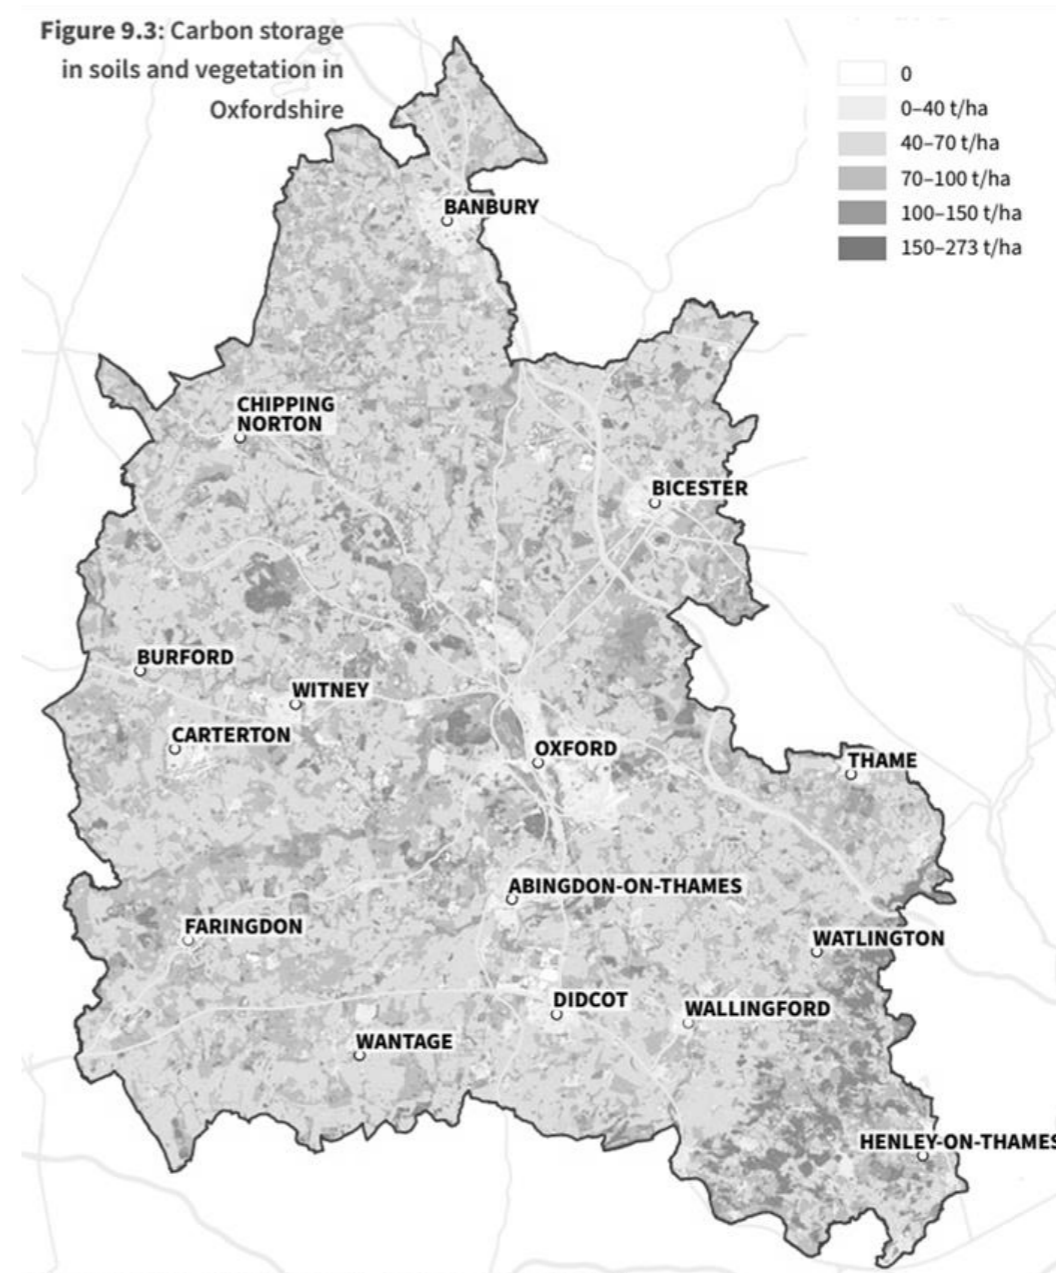 Figure 9.3: Carbon storage
in soils and vegetation in
Oxfordshire
0
0–40 t/ha
40–70 t/ha
70–100 t/ha
100–150 t/ha
150–273 t/ha
BANBURY
CHIPPING
NORTON
BICESTER
BURFORD
WITNEY
CARTERTON
OXFORD
THAME
ABINGDON-ON-THAMES
FARINGDON
WATLINGTON
DIDCOT
WALLINGFORD
WANTAGE
HENLEY-ON-THAMES